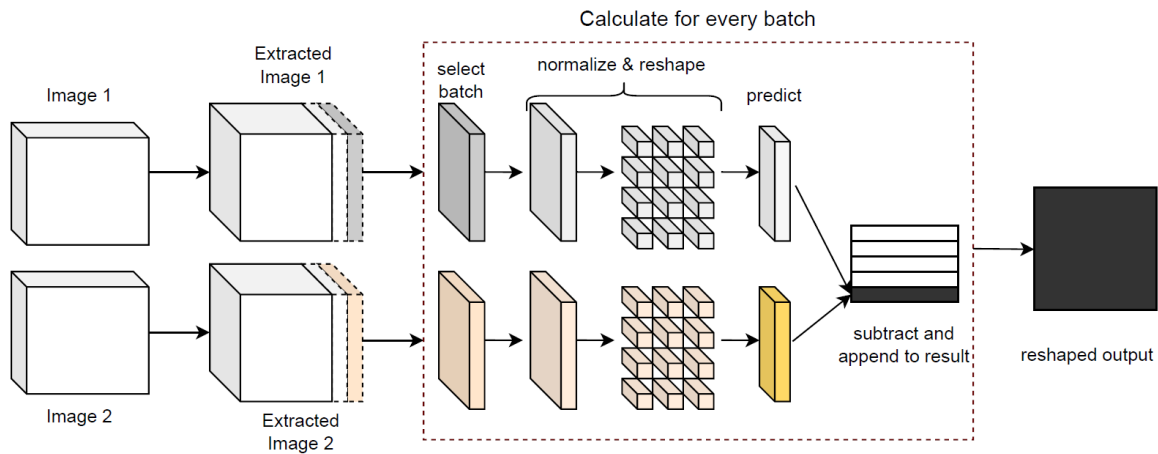 Calculate for every batch
Extracted
Image 1
Image 1
select
batch
normalize & reshape
predict
subtract and
append to result
reshaped output
Image 2
Extracted
Image 2